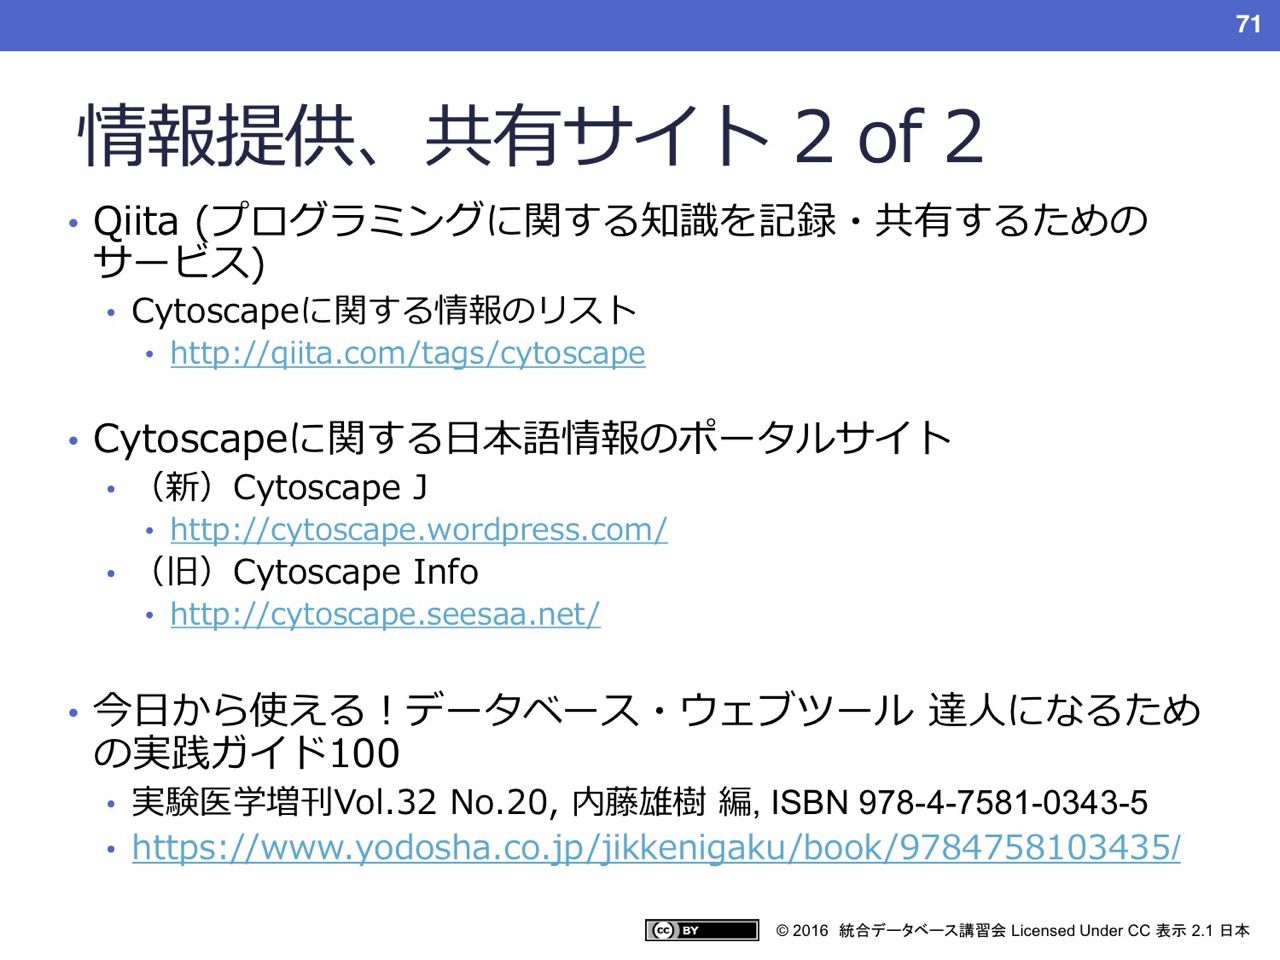 71
情報提供、共有サイト 2 of 2
• Qiita (プログラミングに関する知識を記録・共有するための
サービス)
• Cytoscapeに関する情報のリスト
• http://qiita.com/tags/cytoscape
• Cytoscapeに関する日本語情報のポータルサイト
• （新）Cytoscape J
• http://cytoscape.wordpress.com/
• （旧）Cytoscape Info
• http://cytoscape.seesaa.net/
• 今日から使える！データベース・ウェブツール 達人になるため
の実践ガイド100
• 実験医学増刊Vol.32 No.20, 内藤雄樹 編, ISBN 978-4-7581-0343-5
• https://www.yodosha.co.jp/jikkenigaku/book/9784758103435/
cc BY © 2016 統合データベース講習会 Licensed Under CC 表示 2.1 日本